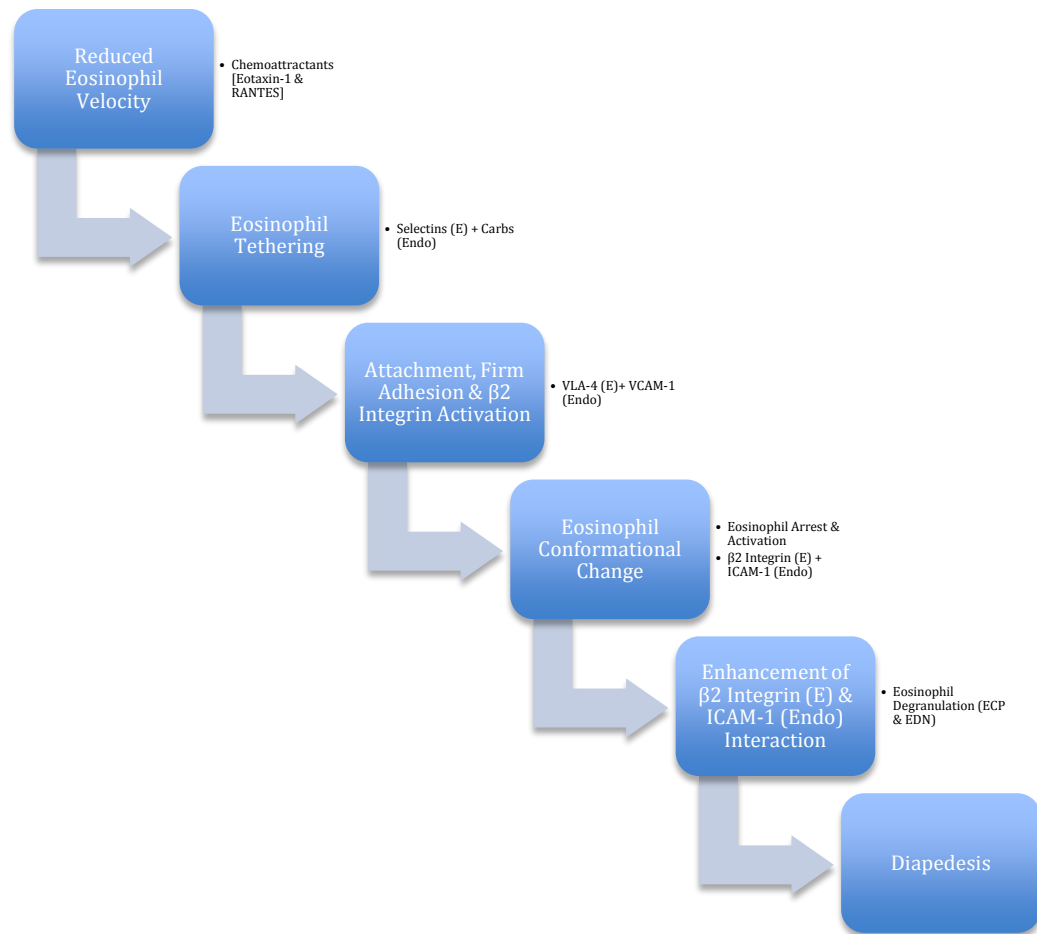 Reduced
Eosinophil
Velocity
• Chemoattractants
[Eotaxin-1 &
RANTES]
Eosinophil
Tethering
• Selectins (E) + Carbs
(Endo)
Attachment, Firm
Adhesion & β2
Integrin Activation
• VLA-4 (E)+ VCAM-1
(Endo)
Eosinophil
Conformational
Change
• Eosinophil Arrest &
Activation
• β2 Integrin (E) +
ICAM-1 (Endo)
Enhancement of
β2 Integrin (E) &
ICAM-1 (Endo)
Interaction
• Eosinophil
Degranulation (ECP
& EDN)
Diapedesis